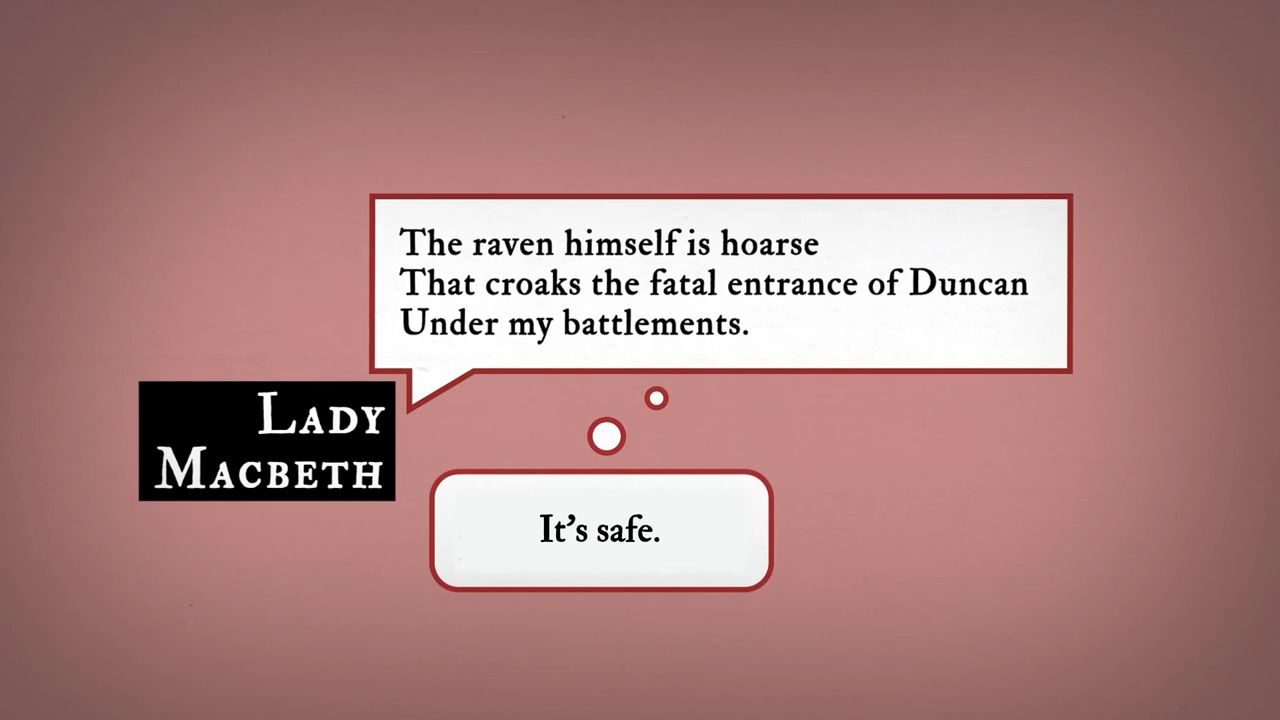 The raven himself is hoarse
That croaks the fatal entrance of Duncan
Under my battlements.
Lady
Macbeth
It’s safe.